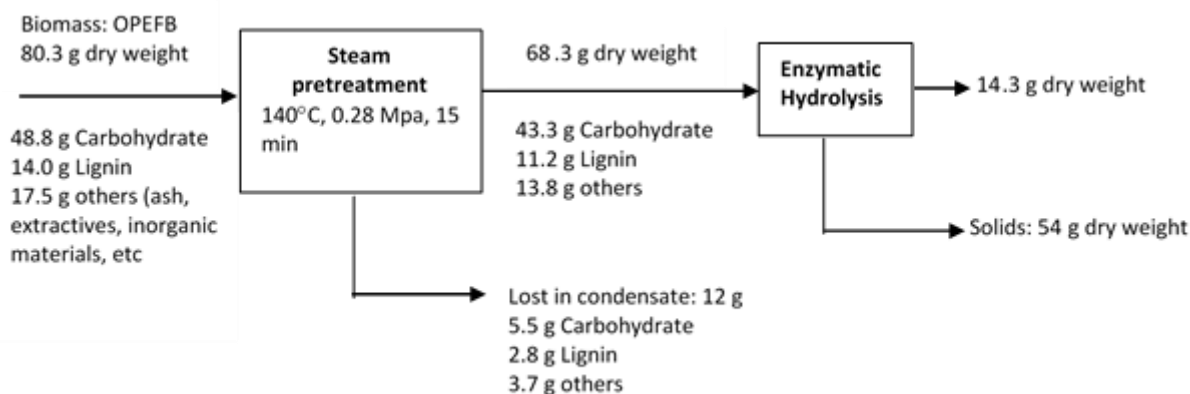 Biomass: OPEFB
80.3 g dry weight
48.8 g Carbohydrate
14.0 g Lignin
17.5 g others (ash,
extractives, inorganic
materials, etc
Steam
pretreatment
140°C, 0.28 Mpa, 15
min
68.3 g dry weight
43.3 g Carbohydrate
11.2 g Lignin
13.8 g others
Lost in condensate: 12 g
5.5 g Carbohydrate
2.8 g Lignin
3.7 g others
Enzymatic
Hydrolysis
14.3 g dry weight
Solids: 54 g dry weight